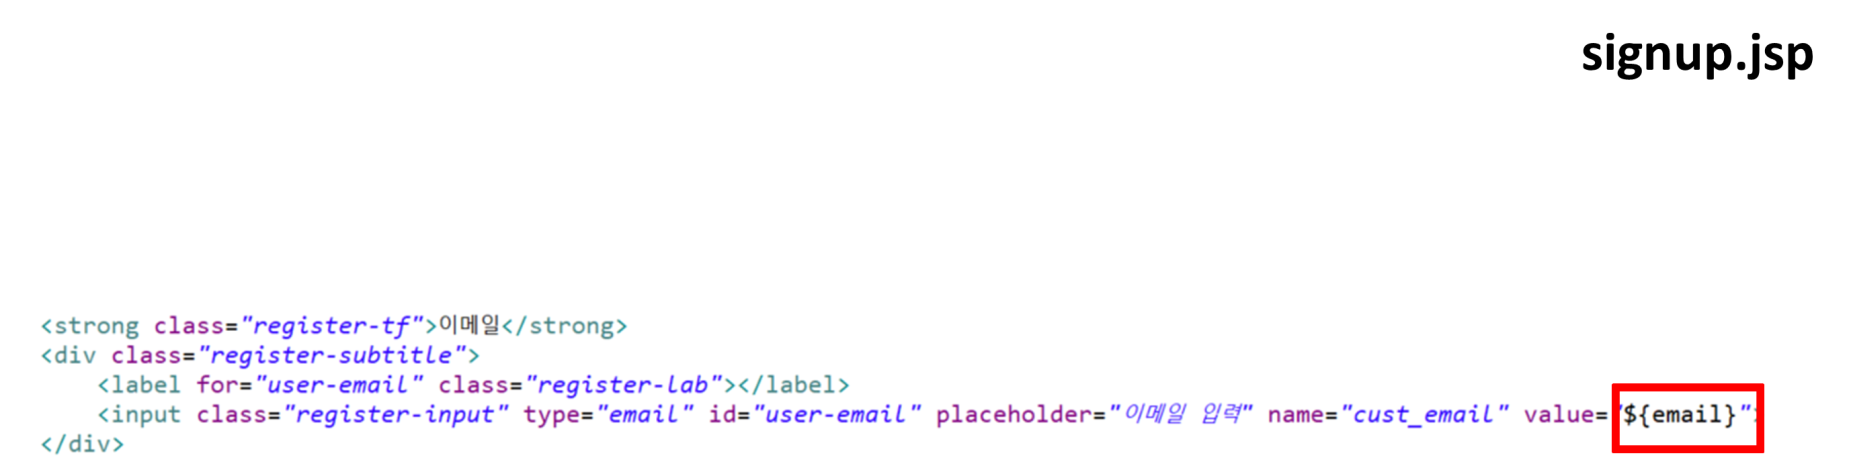 signup.jsp
<strong class="register-tf">이메일</strong>
<div class="register-subtitle">
<label for="user-email" class="register-lab"></label>
<input class="register-input" type="email" id="user-email" placeholder="이메일 입력" name="cust_email" value="${email}">
</div>